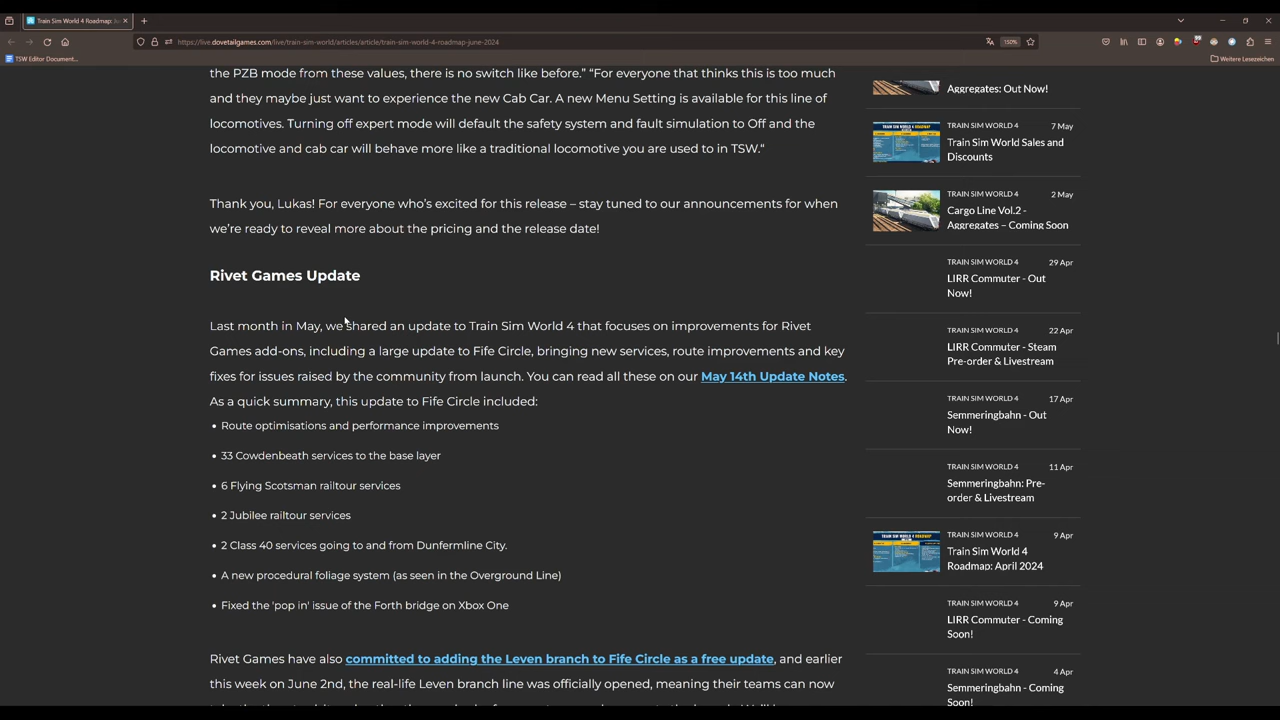 Train Sim World 4 Roadmap: Ju
https://live.dovetailgames.com/live/train-sim-world/articles/article/train-sim-world-4-roadmap-june-2024
150%
TSW Editor Document...
Weitere Lesezeichen
the PZB mode from these values, there is no switch like before.” “For everyone that thinks this is too much
and they maybe just want to experience the new Cab Car. A new Menu Setting is available for this line of
locomotives. Turning off expert mode will default the safety system and fault simulation to Off and the
locomotive and cab car will behave more like a traditional locomotive you are used to in TSW.“
Thank you, Lukas! For everyone who’s excited for this release – stay tuned to our announcements for when
we’re ready to reveal more about the pricing and the release date!
Rivet Games Update
Last month in May, we shared an update to Train Sim World 4 that focuses on improvements for Rivet
Games add-ons, including a large update to Fife Circle, bringing new services, route improvements and key
fixes for issues raised by the community from launch. You can read all these on our May 14th Update Notes.
As a quick summary, this update to Fife Circle included:
• Route optimisations and performance improvements
• 33 Cowdenbeath services to the base layer
• 6 Flying Scotsman railtour services
• 2 Jubilee railtour services
• 2 Class 40 services going to and from Dunfermline City.
• A new procedural foliage system (as seen in the Overground Line)
• Fixed the 'pop in' issue of the Forth bridge on Xbox One
Rivet Games have also committed to adding the Leven branch to Fife Circle as a free update, and earlier
this week on June 2nd, the real-life Leven branch line was officially opened, meaning their teams can now
Aggregates: Out Now!
TRAIN SIM WORLD 4 7 May
Train Sim World Sales and
Discounts
TRAIN SIM WORLD 4 2 May
Cargo Line Vol.2 -
Aggregates – Coming Soon
TRAIN SIM WORLD 4 29 Apr
LIRR Commuter - Out
Now!
TRAIN SIM WORLD 4 22 Apr
LIRR Commuter - Steam
Pre-order & Livestream
TRAIN SIM WORLD 4 17 Apr
Semmeringbahn - Out
Now!
TRAIN SIM WORLD 4 11 Apr
Semmeringbahn: Pre-
order & Livestream
TRAIN SIM WORLD 4 9 Apr
Train Sim World 4
Roadmap: April 2024
TRAIN SIM WORLD 4 9 Apr
LIRR Commuter - Coming
Soon!
TRAIN SIM WORLD 4 4 Apr
Semmeringbahn - Coming
Soon!